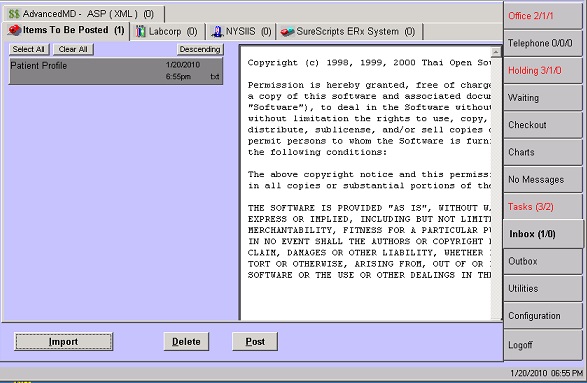 AdvancedMD - ASP ( XML ) (0)
Items To Be Posted (1)
Labcorp (0)
NYSIIS (0)
SureScripts ERx System (0)
Select All
Clear All
Descending
Patient Profile
1/20/2010
6:55pm
txt
Copyright (c) 1998, 1999, 2000 Thai Open
Permission is hereby granted, free of charge
a copy of this software and associated
"Software"), to deal in the Software
without limitation the rights to use, copy,
distribute, sublicense, and/or sell copies
permit persons to whom the Software is
the following conditions:
The above copyright notice and this
in all copies or substantial portions of
THE SOFTWARE IS PROVIDED "AS IS", WITHOUT
EXPRESS OR IMPLIED, INCLUDING BUT NOT
MERCHANTABILITY, FITNESS FOR A PARTICULAR
IN NO EVENT SHALL THE AUTHORS OR COPYRIGHT
CLAIM, DAMAGES OR OTHER LIABILITY, WHETHER
TORT OR OTHERWISE, ARISING FROM, OUT OF OR
SOFTWARE OR THE USE OR OTHER DEALINGS IN
Import
Delete
Post
Office 2/1/1
Telephone 0/0/0
Holding 3/1/0
Waiting
Checkout
Charts
No Messages
Tasks (3/2)
Inbox (1/0)
Outbox
Utilities
Configuration
Logoff
1/20/2010 06:55 PM